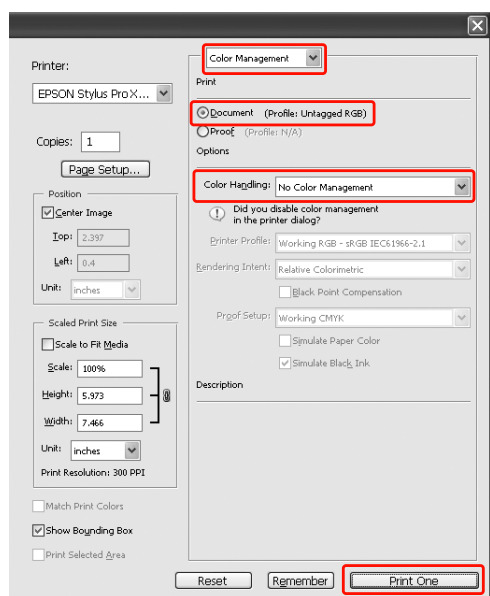 Printer:
EPSON Stylus Pro X...
Copies: 1
Page Setup...
Position
Center Image
Top: 2.397
Left: 0.4
Unit: inches
Scaled Print Size
Scale to Fit Media
Scale: 100%
Height: 5.973
Width: 7.466
Unit: inches
Print Resolution: 300 PPI
Match Print Colors
Show Bounding Box
Print Selected Area
Color Management
Print
Document (Profile: Untagged RGB)
Proof (Profile: N/A)
Options
Color Handling: No Color Management
Did you disable color management
in the printer dialog?
Printer Profile: Working RGB - sRGB IEC61966-2.1
Rendering Intent: Relative Colorimetric
Black Point Compensation
Proof Setup: Working CMYK
Simulate Paper Color
Simulate Black Ink
Description
Reset
Remember
Print One